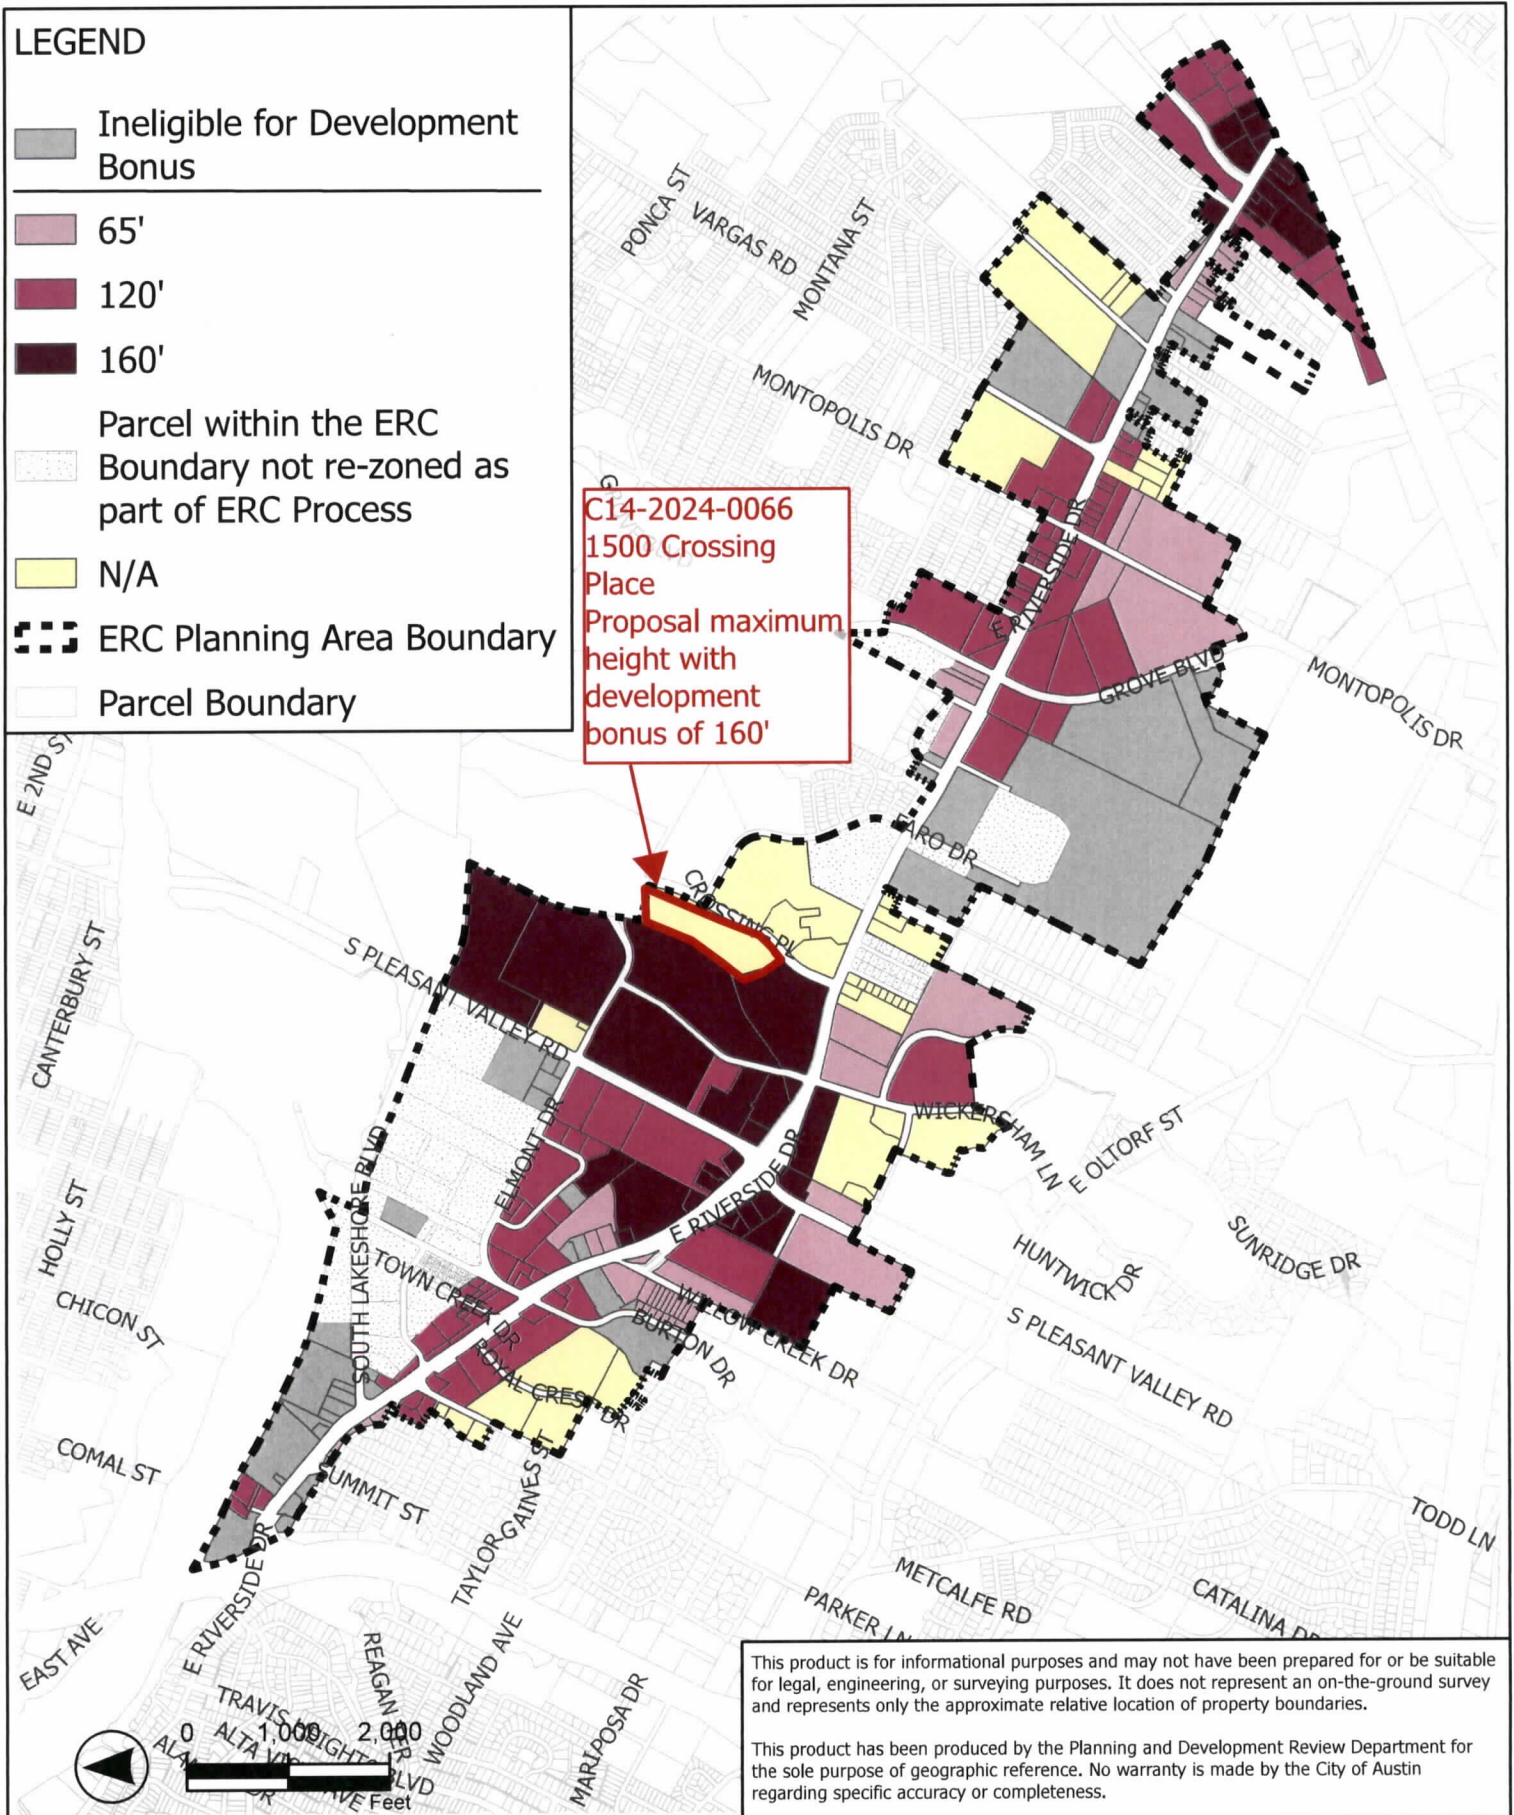 LEGEND
Ineligible for Development
Bonus
65'
120'
160'
Parcel within the ERC
Boundary not re-zoned as
part of ERC Process
N/A
ERC Planning Area Boundary
Parcel Boundary
C14-2024-0066
1500 Crossing
Place
Proposal maximum
height with
development
bonus of 160'
PONCA ST
VARGAS RD
MONTANA ST
MONTOPOLIS DR
E RIVERSIDE DR
GROVE BLVD
MONTOPOLIS DR
FARO DR
CROSSING PL
E 2ND ST
CANTERBURY ST
S PLEASANT VALLEY RD
WICKERSHAM LN
E OLTORF ST
ELMONT DR
SOUTH LAKESHORE BLVD
HOLLY ST
E RIVERSIDE DR
HUNTWICK DR
SUNRIDGE DR
TOWN CREEK DR
CHICON ST
WILLOW CREEK DR
BURTON DR
S PLEASANT VALLEY RD
ROYAL CREST DR
COMAL ST
SUMMIT ST
TAYLOR GAINES ST
TODD LN
E RIVERSIDE DR
METCALFE RD
CATALINA DR
PARKER LN
EAST AVE
REAGAN TER
WOODLAND AVE
MARIPOSA DR
TRAVIS HEIGHTS BLVD
ALTA VISTA AVE
0 1,000 2,000
Feet
This product is for informational purposes and may not have been prepared for or be suitable
for legal, engineering, or surveying purposes. It does not represent an on-the-ground survey
and represents only the approximate relative location of property boundaries.
This product has been produced by the Planning and Development Review Department for
the sole purpose of geographic reference. No warranty is made by the City of Austin
regarding specific accuracy or completeness.